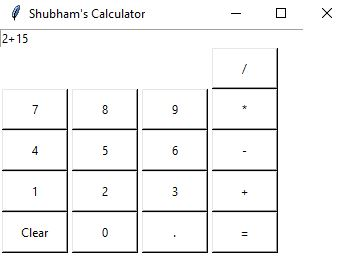 Shubham's Calculator
2+15
/
7 8 9 *
4 5 6 -
1 2 3 +
Clear 0 . =